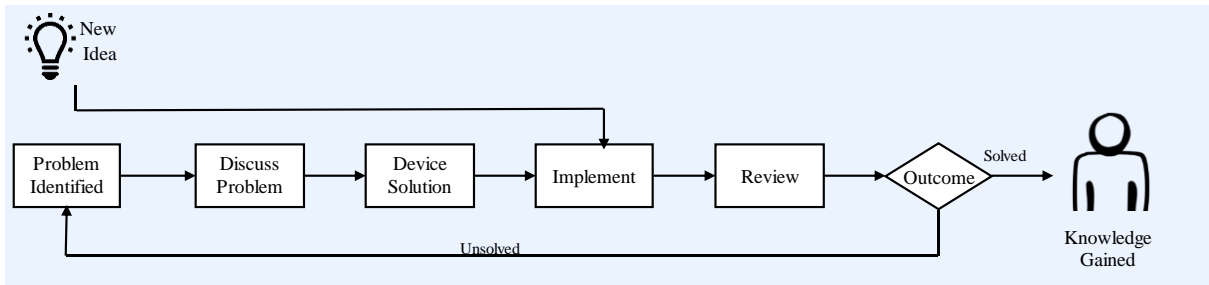 New
Idea
Problem
Identified
Discuss
Problem
Device
Solution
Implement
Review
Outcome
Solved
Unsolved
Knowledge
Gained